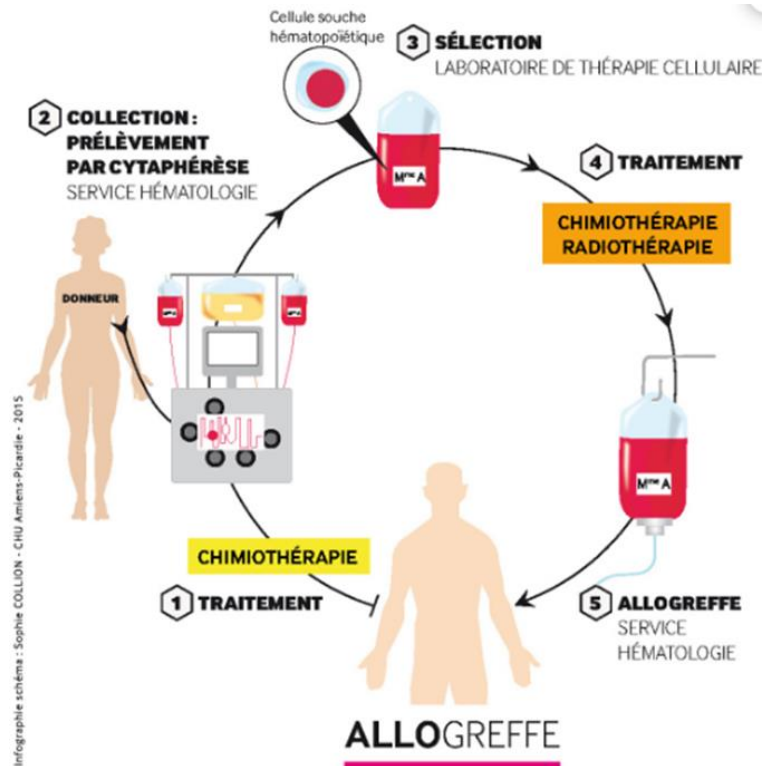 Cellule souche
hématopoïétique
3 SÉLECTION
LABORATOIRE DE THÉRAPIE CELLULAIRE
2 COLLECTION :
PRÉLÈVEMENT
PAR CYTAPHÉRÈSE
SERVICE HÉMATOLOGIE
Mme A
4 TRAITEMENT
CHIMIOTHÉRAPIE
RADIOTHÉRAPIE
DONNEUR
Mme A
CHIMIOTHÉRAPIE
1 TRAITEMENT
5 ALLOGREFFE
SERVICE
HÉMATOLOGIE
ALLOGREFFE
Infographie schéma : Sophie COLLION - CHU Amiens-Picardie - 2015